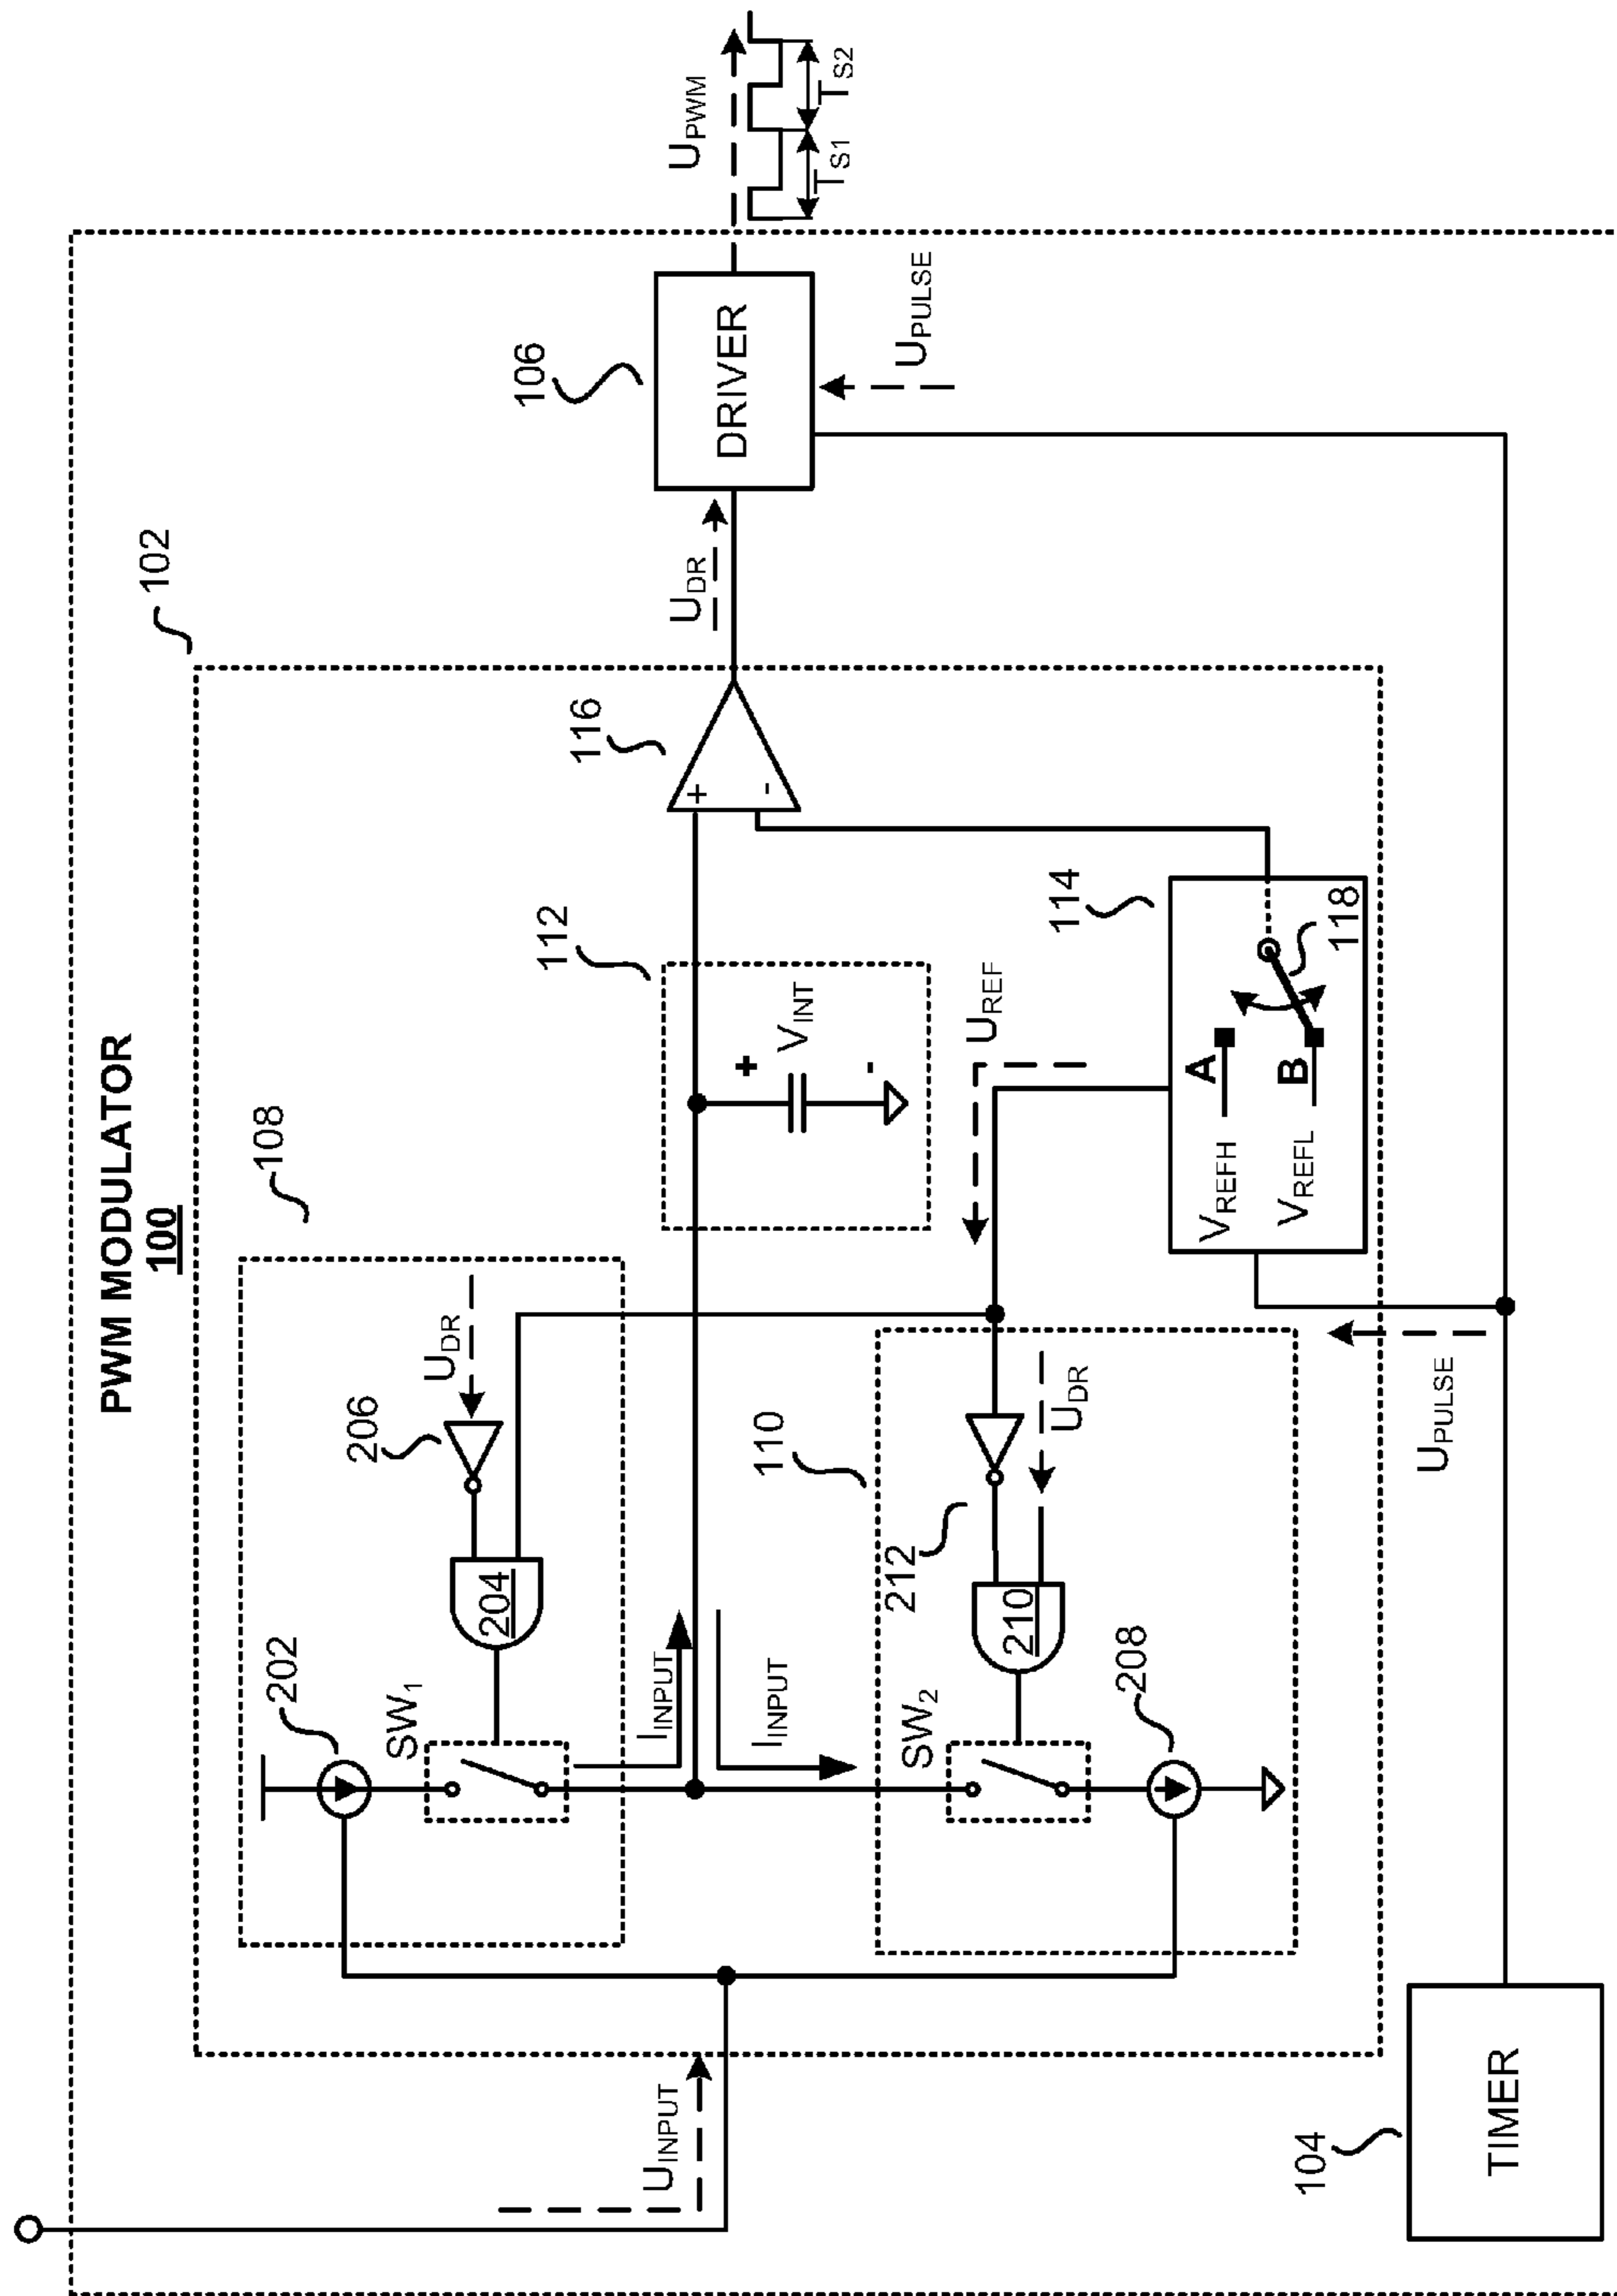 PWM MODULATOR
100
102
108
202
SW1
204
206
UDR
IINPUT
IINPUT
112
+
VINT
-
116
+
-
UDR
106
DRIVER
UPWM
TS1
TS2
UPULSE
UINPUT
110
212
210
UDR
SW2
208
UREF
114
A
VREFH
B
VREFL
118
UPULSE
104
TIMER